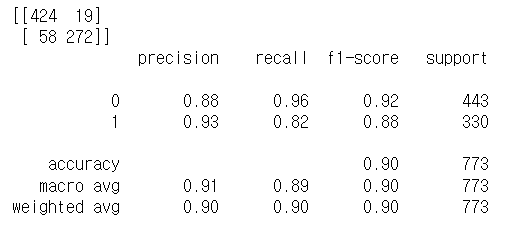 [[424  19]
 [ 58 272]]
              precision    recall  f1-score   support

           0       0.88      0.96      0.92       443
           1       0.93      0.82      0.88       330

    accuracy                           0.90       773
   macro avg       0.91      0.89      0.90       773
weighted avg       0.90      0.90      0.90       773